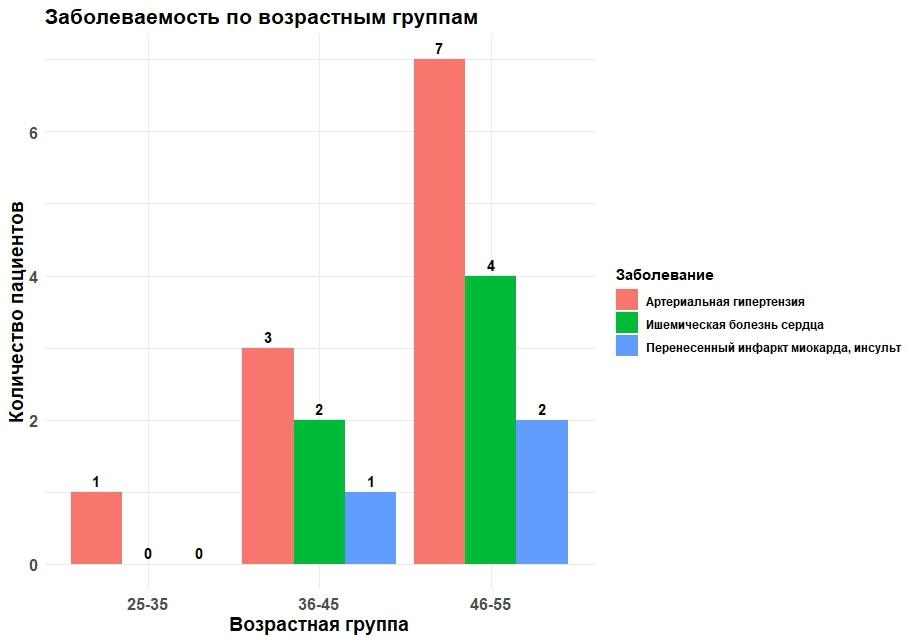 Заболеваемость по возрастным группам
Количество пациентов
6
4
2
0
1
0
0
3
2
1
7
4
2
25-35
36-45
46-55
Возрастная группа
Заболевание
Артериальная гипертензия
Ишемическая болезнь сердца
Перенесенный инфаркт миокарда, инсульт